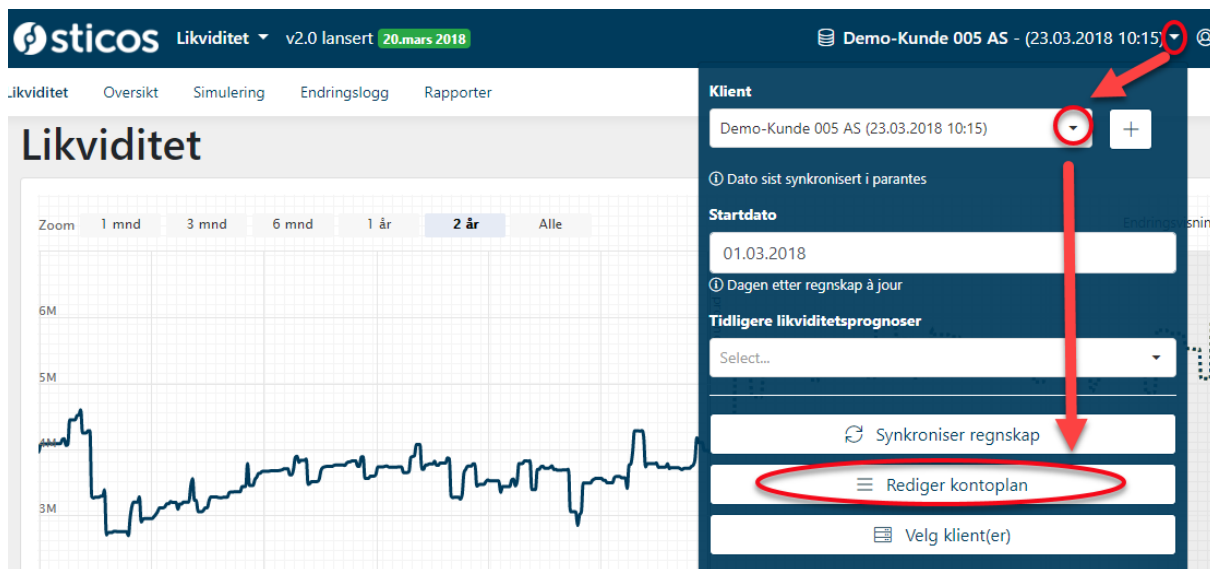 sticos Likviditet v2.0 lansert 20.mars 2018 Demo-Kunde 005 AS - (23.03.2018 10:15)
Likviditet Oversikt Simulering Endringslogg Rapporter
Likviditet
Zoom 1 mnd 3 mnd 6 mnd 1 år 2 år Alle
6M
5M
4M
3M
Klient
Demo-Kunde 005 AS (23.03.2018 10:15)
Dato sist synkronisert i parantes
Startdato
01.03.2018
Dagen etter regnskap à jour
Tidligere likviditetsprognoser
Select...
Synkroniser regnskap
Rediger kontoplan
Velg klient(er)